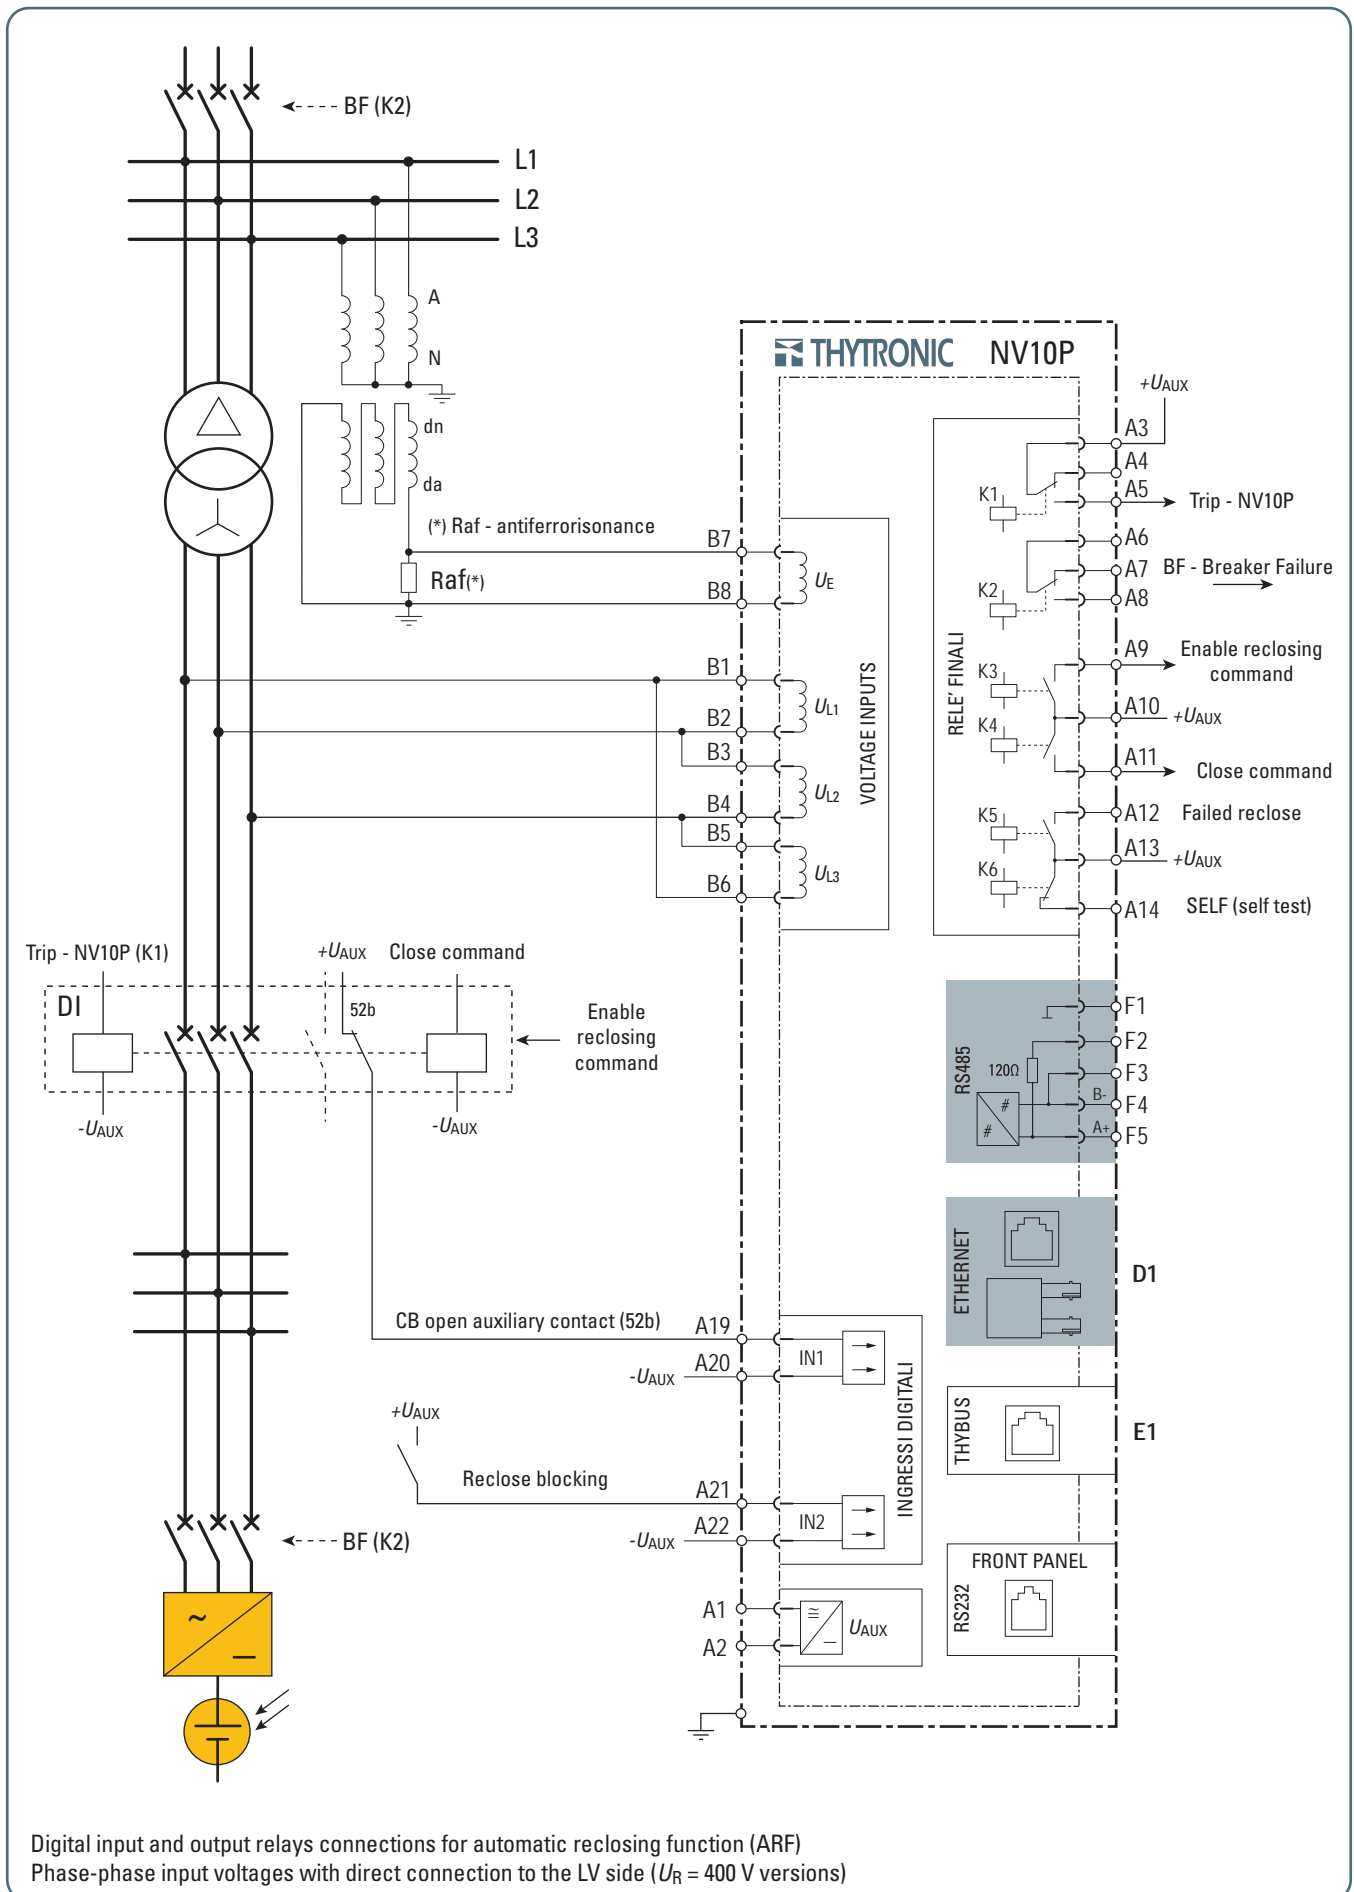 BF (K2)
L1
L2
L3
A
N
dn
da
(*) Raf - antiferrorisonance
Raf(*)
THYTRONIC NV10P
+UAUX
A3
A4
K1
A5
Trip - NV10P
A6
A7
BF - Breaker Failure
K2
A8
A9
Enable reclosing
command
K3
A10
+UAUX
K4
A11
Close command
K5
A12
Failed reclose
A13
+UAUX
K6
A14
SELF (self test)
RELE' FINALI
B7
UE
B8
B1
UL1
B2
B3
UL2
B4
B5
UL3
B6
VOLTAGE INPUTS
Trip - NV10P (K1)
+UAUX
Close command
DI
52b
Enable
reclosing
command
-UAUX
-UAUX
F1
F2
120Ω
F3
B-
F4
#
#
A+
F5
RS485
ETHERNET
D1
CB open auxiliary contact (52b)
A19
IN1
A20
-UAUX
INGRESSI DIGITALI
THYBUS
E1
+UAUX
Reclose blocking
A21
IN2
A22
-UAUX
BF (K2)
FRONT PANEL
RS232
A1
≅
UAUX
A2
–
~
–
Digital input and output relays connections for automatic reclosing function (ARF)
Phase-phase input voltages with direct connection to the LV side (UR = 400 V versions)